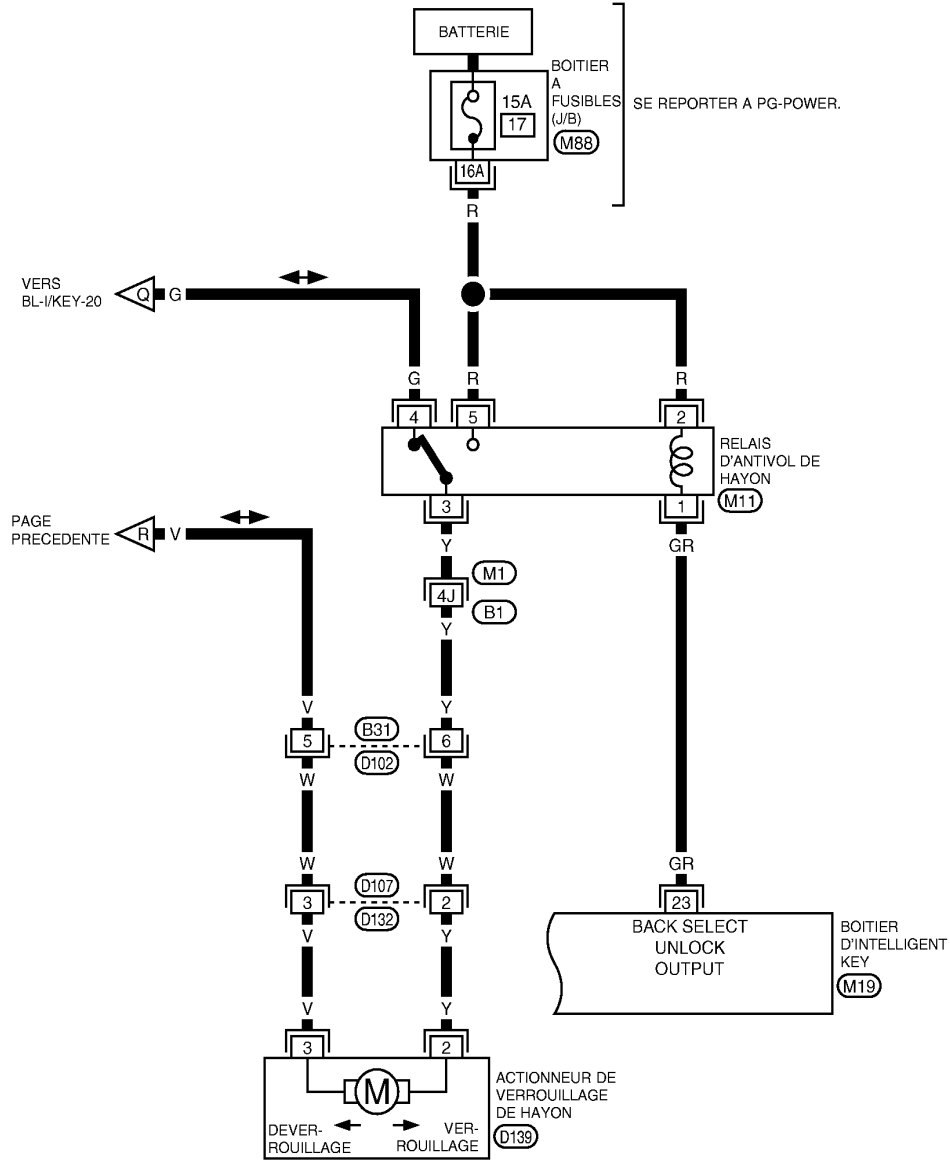 BATTERIE
BOITIER
A
FUSIBLES
(J/B)
M88
15A
17
16A
SE REPORTER A PG-POWER.
R
VERS
BL-I/KEY-20
Q
G
G
R
R
4
5
2
RELAIS
D'ANTIVOL DE
HAYON
M11
3
1
PAGE
PRECEDENTE
R
V
Y
GR
M1
4J
B1
Y
V
Y
5
B31
6
D102
W
W
W
W
GR
3
D107
2
23
D132
V
Y
BACK SELECT
UNLOCK
OUTPUT
BOITIER
D'INTELLIGENT
KEY
M19
V
Y
3
2
M
ACTIONNEUR DE
VERROUILLAGE
DE HAYON
D139
DEVER-
ROUILLAGE
VER-
ROUILLAGE